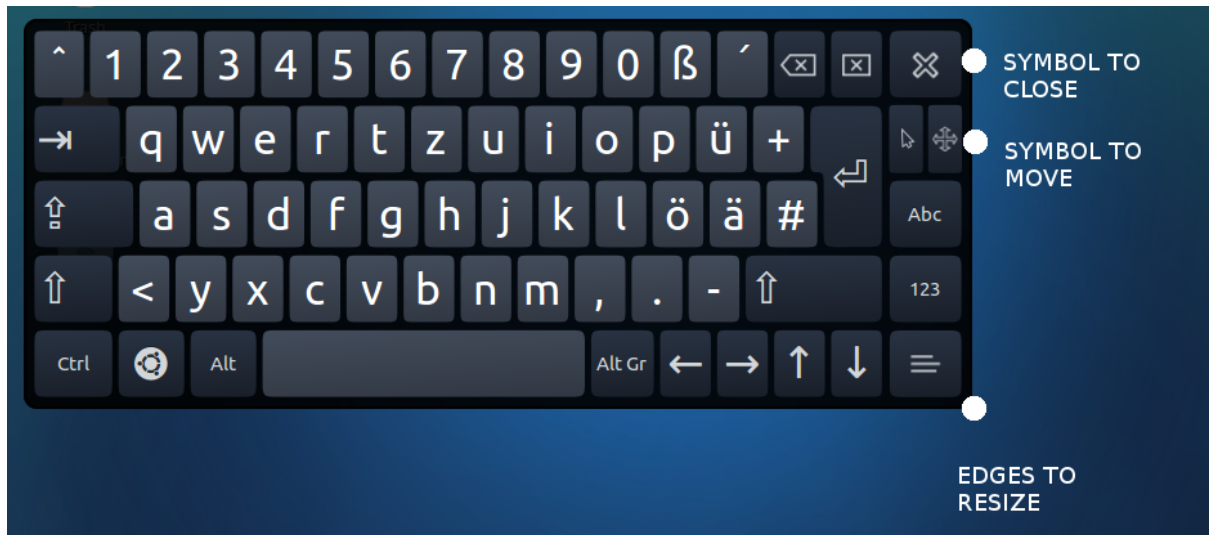 Trash
^ 1 2 3 4 5 6 7 8 9 0 ß ´
SYMBOL TO
CLOSE
q w e r t z u i o p ü +
SYMBOL TO
MOVE
a s d f g h j k l ö ä # Abc
< y x c v b n m , . - 123
Ctrl Alt Alt Gr ← → ↑ ↓
EDGES TO
RESIZE